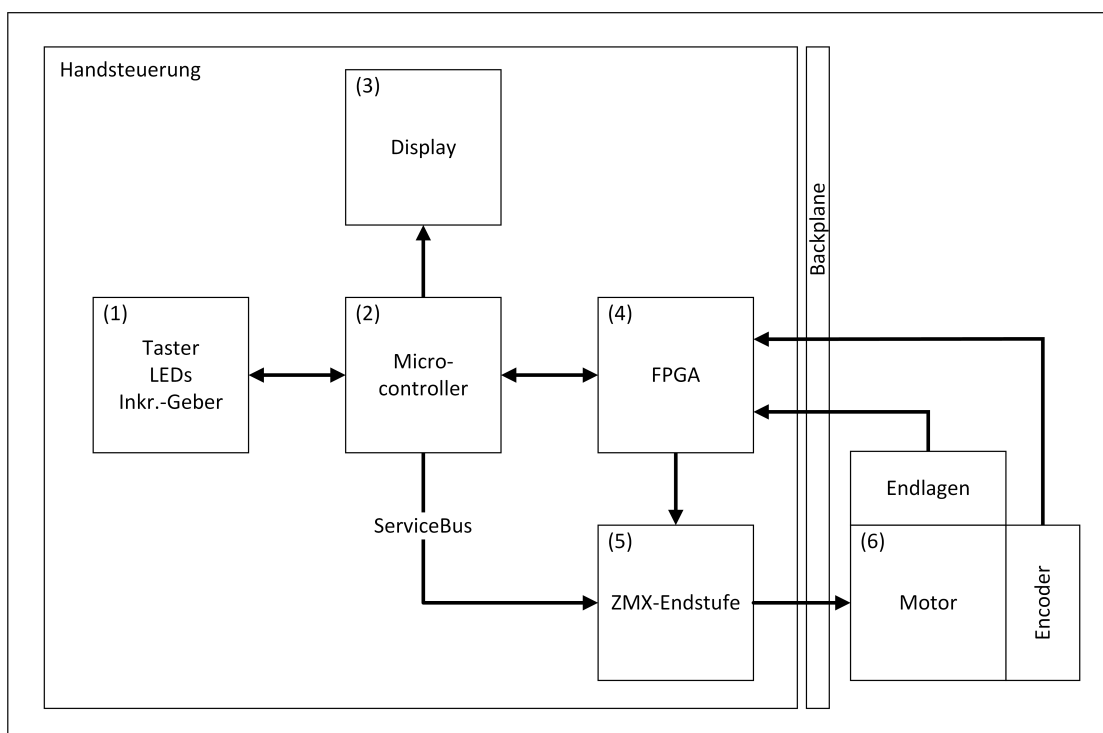 Handsteuerung
(3)
Display
Backplane
(1)
Taster
LEDs
Inkr.-Geber
(2)
Micro-
controller
(4)
FPGA
Endlagen
ServiceBus
(5)
ZMX-Endstufe
(6)
Motor
Encoder